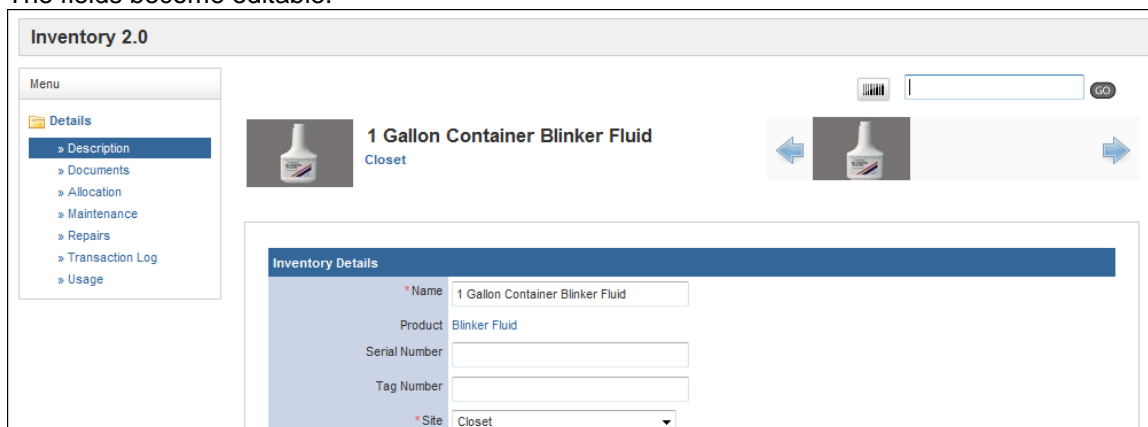 The fields become editable.
Inventory 2.0
Menu
Details
» Description
» Documents
» Allocation
» Maintenance
» Repairs
» Transaction Log
» Usage
GO
1 Gallon Container Blinker Fluid
Closet
Inventory Details
*Name 1 Gallon Container Blinker Fluid
Product Blinker Fluid
Serial Number
Tag Number
*Site Closet